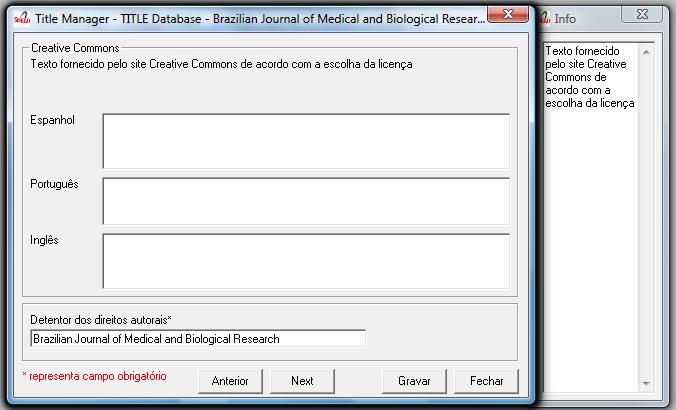 Title Manager - TITLE Database - Brazilian Journal of Medical and Biological Resear...
Creative Commons
Texto fornecido pelo site Creative Commons de acordo com a escolha da licença
Espanhol
Português
Inglês
Detentor dos direitos autorais*
Brazilian Journal of Medical and Biological Research
* representa campo obrigatório
Anterior
Next
Gravar
Fechar
Info
Texto fornecido
pelo site Creative
Commons de
acordo com a
escolha da licença